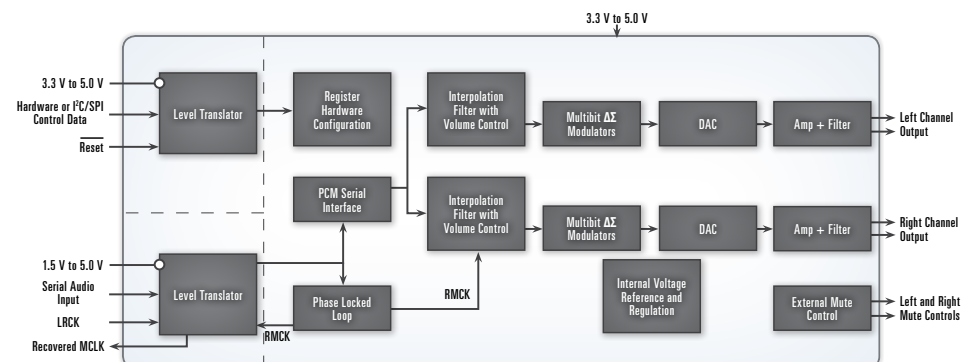 3.3 V to 5.0 V
3.3 V to 5.0 V
Hardware or I²C/SPI
Control Data
Reset
Level Translator
Register
Hardware
Configuration
Interpolation
Filter with
Volume Control
Multibit ΔΣ
Modulators
DAC
Amp + Filter
Left Channel
Output
PCM Serial
Interface
Interpolation
Filter with
Volume Control
Multibit ΔΣ
Modulators
DAC
Amp + Filter
Right Channel
Output
1.5 V to 5.0 V
Serial Audio
Input
LRCK
Recovered MCLK
Level Translator
RMCK
Phase Locked
Loop
RMCK
Internal Voltage
Reference and
Regulation
External Mute
Control
Left and Right
Mute Controls